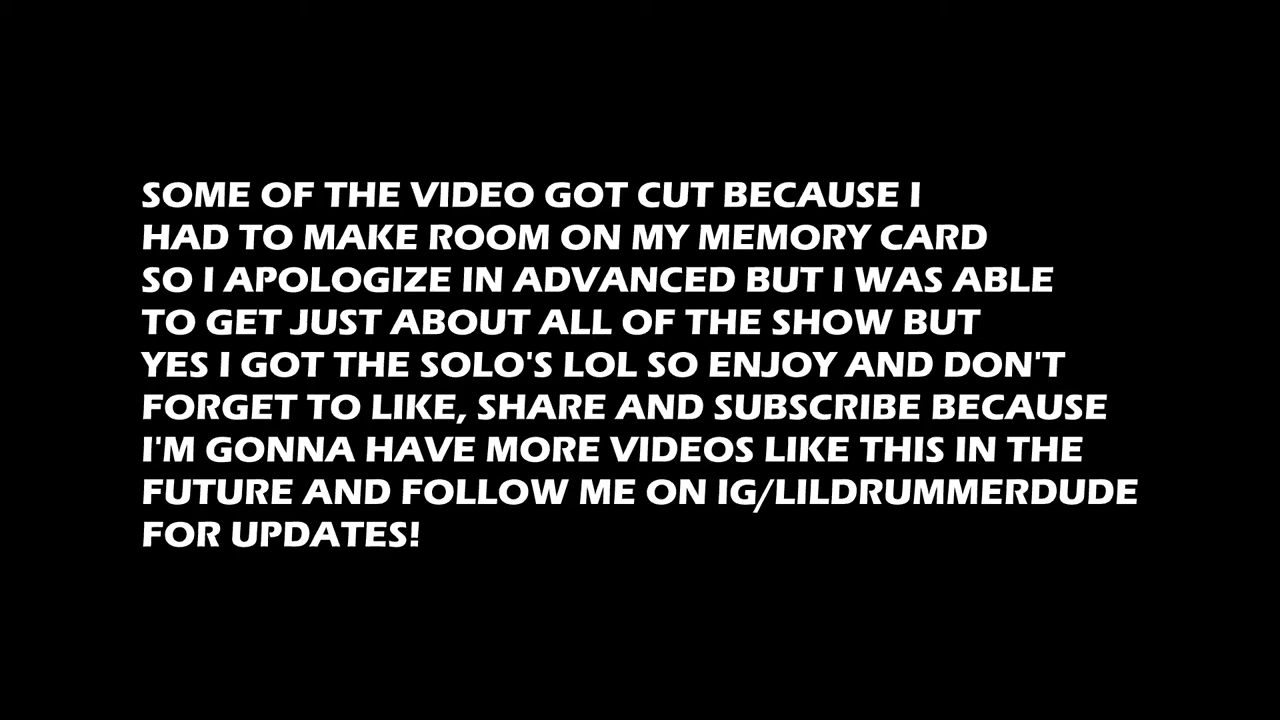 SOME OF THE VIDEO GOT CUT BECAUSE I
HAD TO MAKE ROOM ON MY MEMORY CARD
SO I APOLOGIZE IN ADVANCED BUT I WAS ABLE
TO GET JUST ABOUT ALL OF THE SHOW BUT
YES I GOT THE SOLO'S LOL SO ENJOY AND DON'T
FORGET TO LIKE, SHARE AND SUBSCRIBE BECAUSE
I'M GONNA HAVE MORE VIDEOS LIKE THIS IN THE
FUTURE AND FOLLOW ME ON IG/LILDRUMMERDUDE
FOR UPDATES!